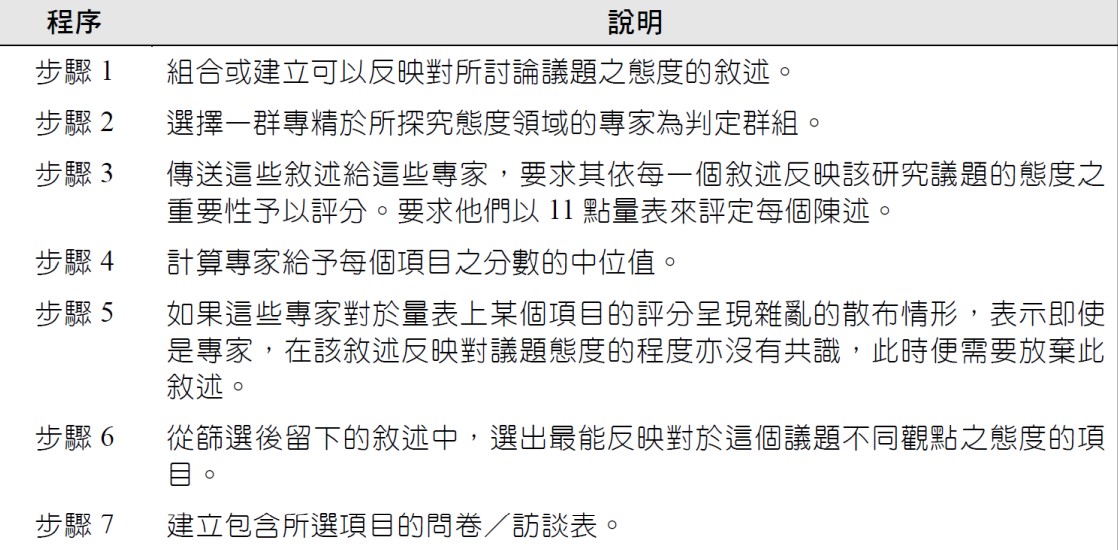 程序 說明
步驟 1 組合或建立可以反映對所討論議題之態度的敘述。
步驟 2 選擇一群專精於所探究態度領域的專家為判定群組。
步驟 3 傳送這些敘述給這些專家，要求其依每一個敘述反映該研究議題的態度之
重要性予以評分。要求他們以 11 點量表來評定每個陳述。
步驟 4 計算專家給予每個項目之分數的中位值。
步驟 5 如果這些專家對於量表上某個項目的評分呈現雜亂的散布情形，表示即使
是專家，在該敘述反映對議題態度的程度亦沒有共識，此時便需要放棄此
敘述。
步驟 6 從篩選後留下的敘述中，選出最能反映對於這個議題不同觀點之態度的項
目。
步驟 7 建立包含所選項目的問卷／訪談表。